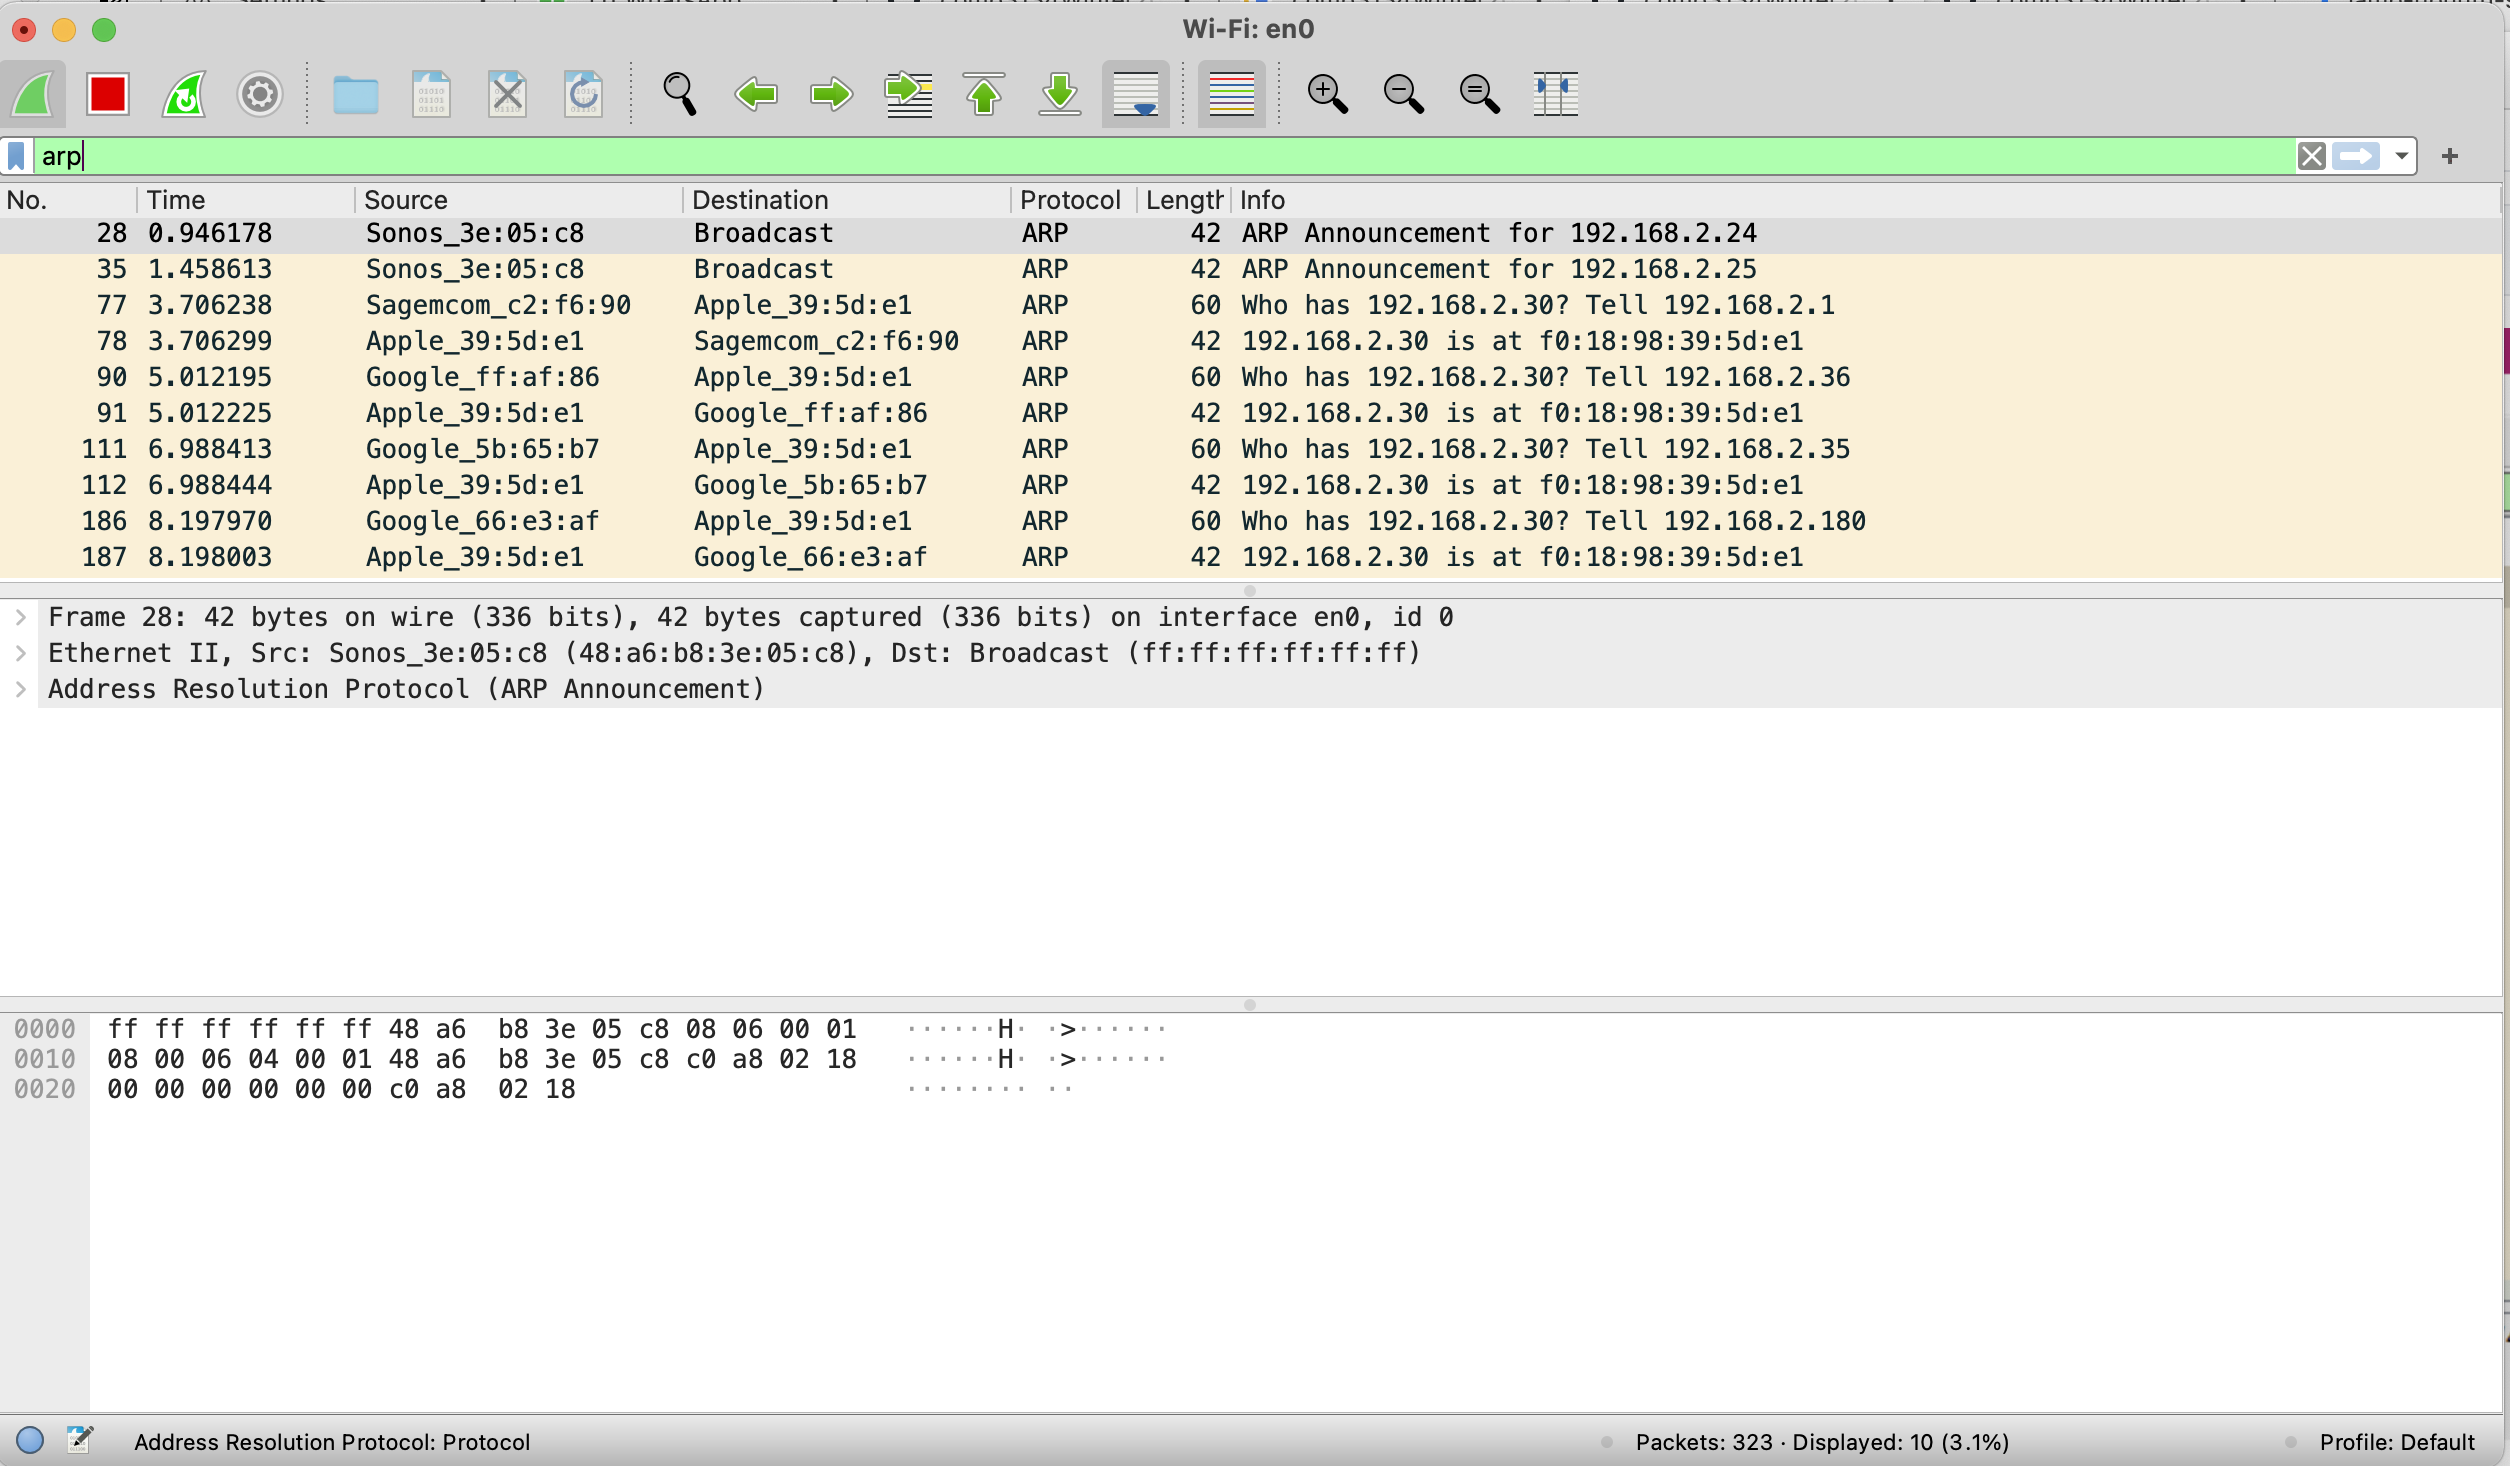 Wi-Fi: en0
arp
No. Time Source Destination Protocol Length Info
28 0.946178 Sonos_3e:05:c8 Broadcast ARP 42 ARP Announcement for 192.168.2.24
35 1.458613 Sonos_3e:05:c8 Broadcast ARP 42 ARP Announcement for 192.168.2.25
77 3.706238 Sagemcom_c2:f6:90 Apple_39:5d:e1 ARP 60 Who has 192.168.2.30? Tell 192.168.2.1
78 3.706299 Apple_39:5d:e1 Sagemcom_c2:f6:90 ARP 42 192.168.2.30 is at f0:18:98:39:5d:e1
90 5.012195 Google_ff:af:86 Apple_39:5d:e1 ARP 60 Who has 192.168.2.30? Tell 192.168.2.36
91 5.012225 Apple_39:5d:e1 Google_ff:af:86 ARP 42 192.168.2.30 is at f0:18:98:39:5d:e1
111 6.988413 Google_5b:65:b7 Apple_39:5d:e1 ARP 60 Who has 192.168.2.30? Tell 192.168.2.35
112 6.988444 Apple_39:5d:e1 Google_5b:65:b7 ARP 42 192.168.2.30 is at f0:18:98:39:5d:e1
186 8.197970 Google_66:e3:af Apple_39:5d:e1 ARP 60 Who has 192.168.2.30? Tell 192.168.2.180
187 8.198003 Apple_39:5d:e1 Google_66:e3:af ARP 42 192.168.2.30 is at f0:18:98:39:5d:e1
Frame 28: 42 bytes on wire (336 bits), 42 bytes captured (336 bits) on interface en0, id 0
Ethernet II, Src: Sonos_3e:05:c8 (48:a6:b8:3e:05:c8), Dst: Broadcast (ff:ff:ff:ff:ff:ff)
Address Resolution Protocol (ARP Announcement)
0000 ff ff ff ff ff ff 48 a6 b8 3e 05 c8 08 06 00 01 ······H· ·>······
0010 08 00 06 04 00 01 48 a6 b8 3e 05 c8 c0 a8 02 18 ······H· ·>······
0020 00 00 00 00 00 00 c0 a8 02 18 ········ ··
Address Resolution Protocol: Protocol
Packets: 323 · Displayed: 10 (3.1%)
Profile: Default